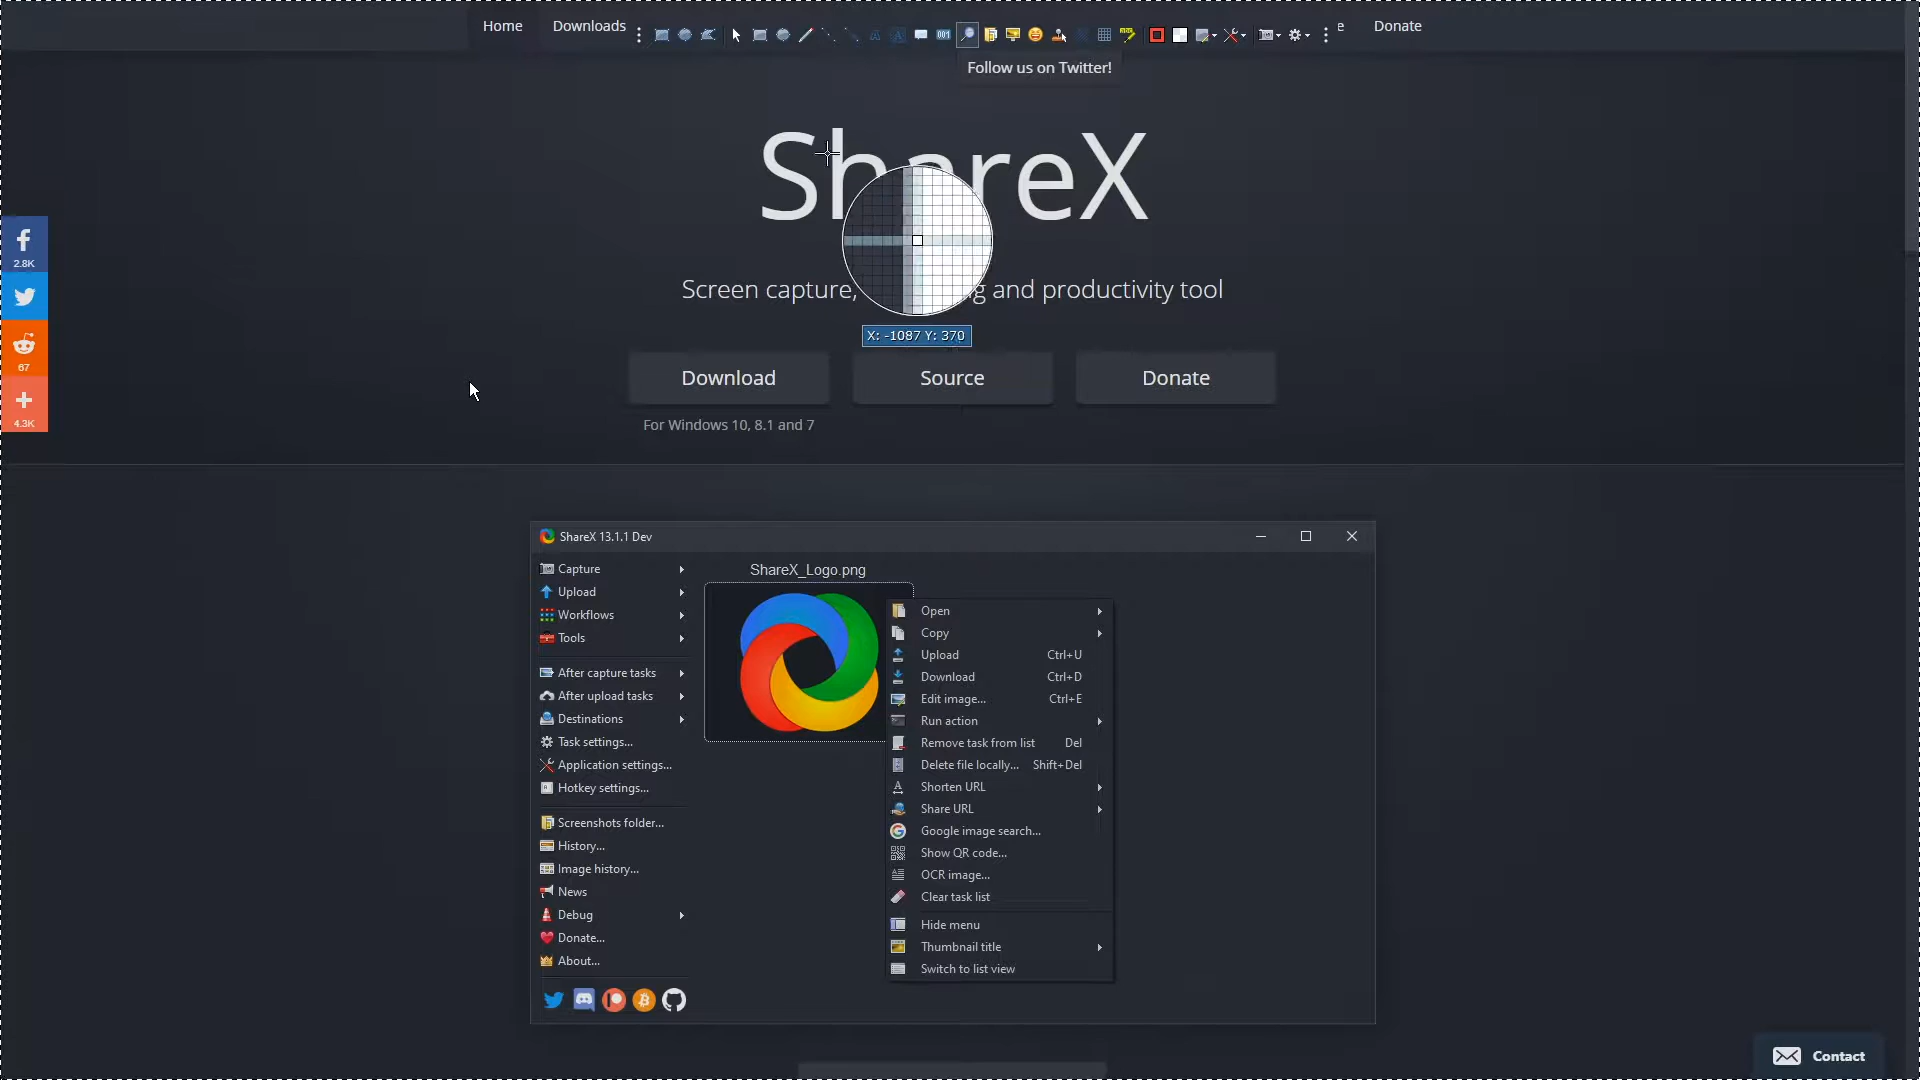 Home Downloads e Donate
Follow us on Twitter!
ShareX
Screen capture, g and productivity tool
X: -1087 Y: 370
2.8K
67
4.3K
Download Source Donate
For Windows 10, 8.1 and 7
ShareX 13.1.1 Dev
Capture
Upload
Workflows
Tools
After capture tasks
After upload tasks
Destinations
Task settings...
Application settings...
Hotkey settings...
Screenshots folder...
History...
Image history...
News
Debug
Donate...
About...
ShareX_Logo.png
Open
Copy
Upload Ctrl+U
Download Ctrl+D
Edit image... Ctrl+E
Run action
Remove task from list Del
Delete file locally... Shift+Del
Shorten URL
Share URL
Google image search...
Show QR code...
OCR image...
Clear task list
Hide menu
Thumbnail title
Switch to list view
Contact